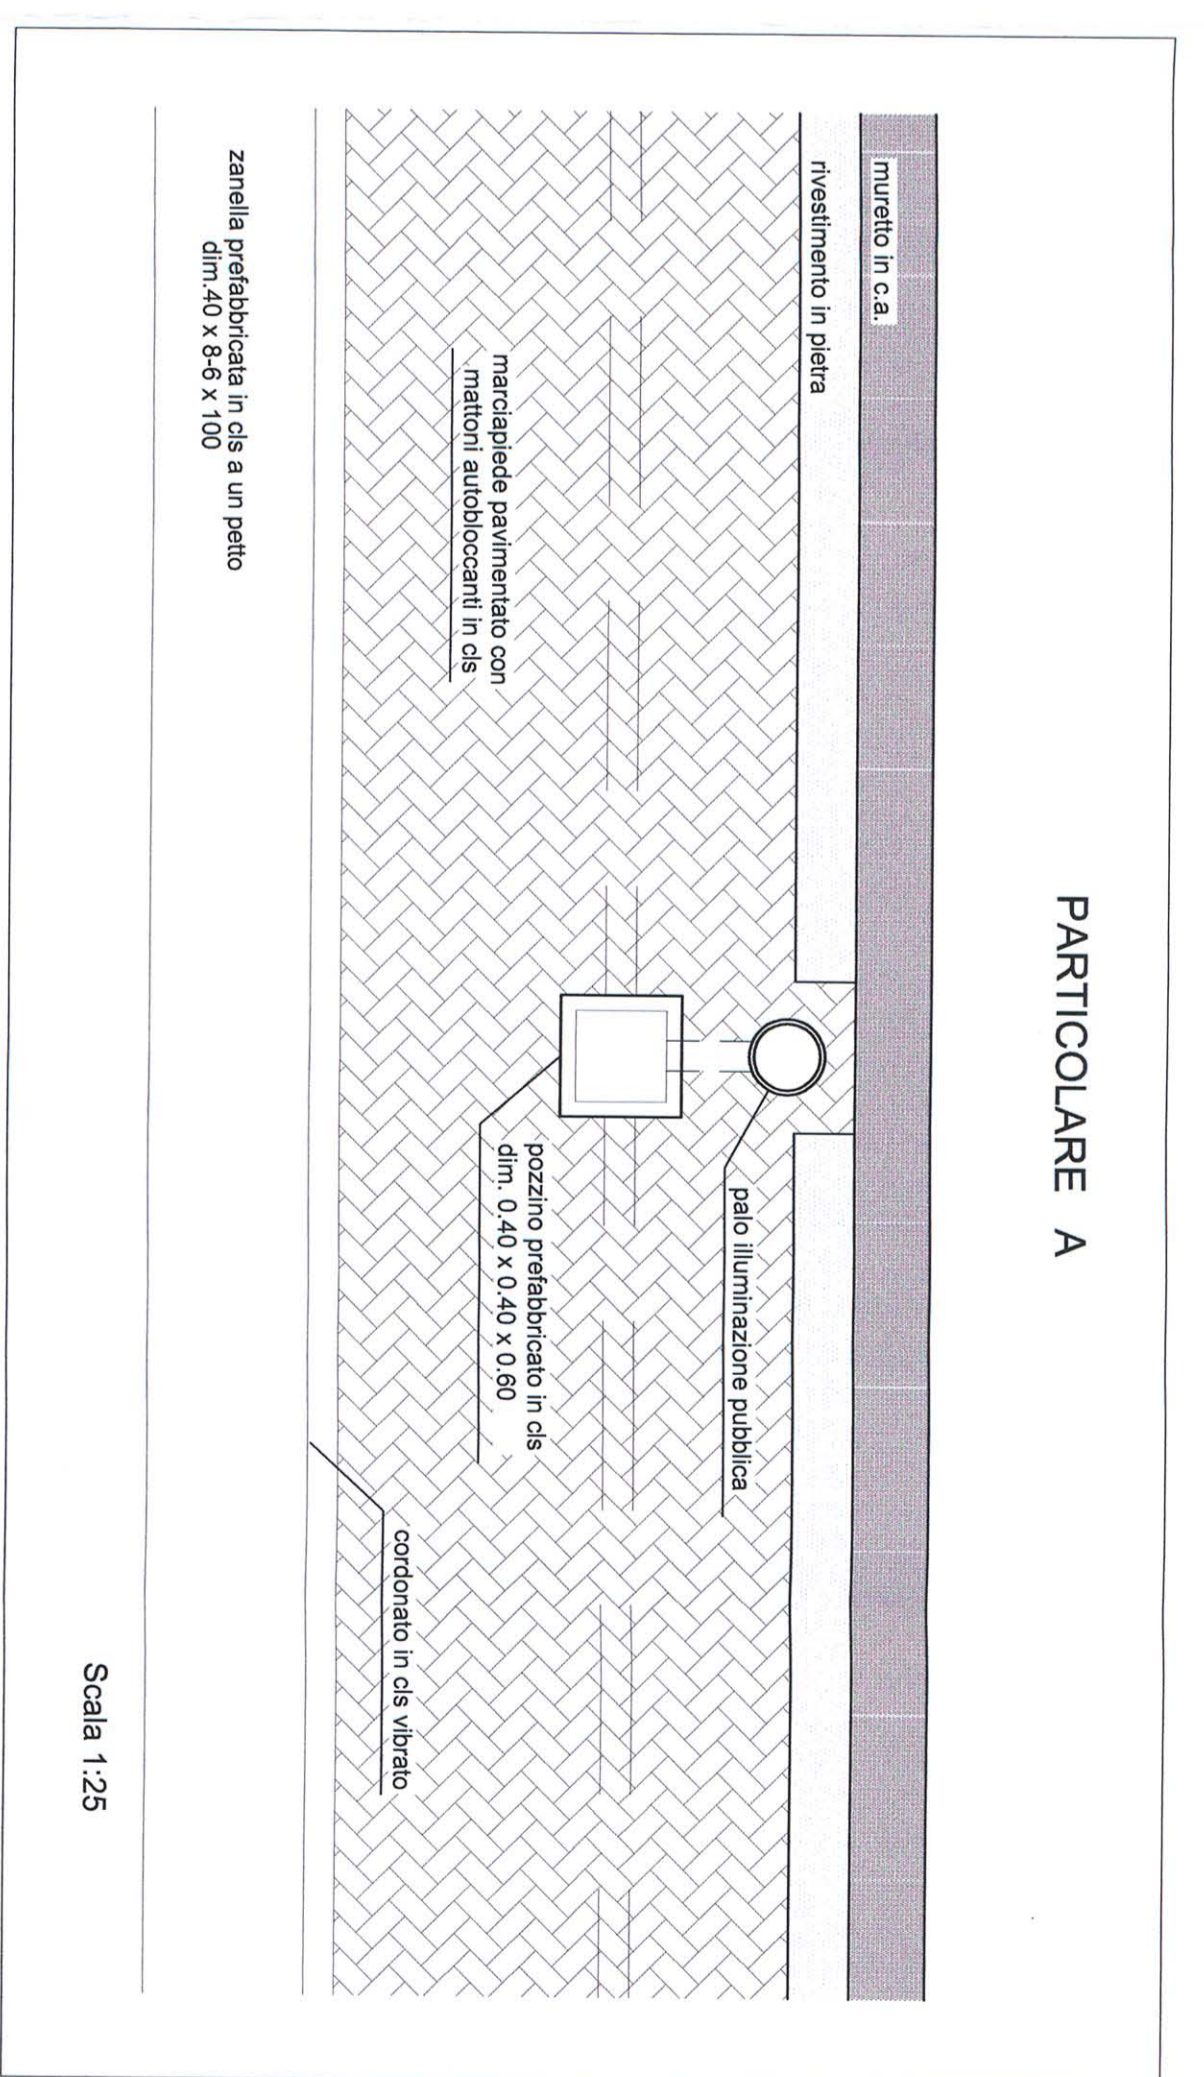 PARTICOLARE A
muretto in c.a.
rivestimento in pietra
palo illuminazione pubblica
marciapiede pavimentato con
mattoni autobloccanti in cls
pozzino prefabbricato in cls
dim. 0.40 x 0.40 x 0.60
cordonato in cls vibrato
zanella prefabbricata in cls a un petto
dim.40 x 8-6 x 100
Scala 1:25